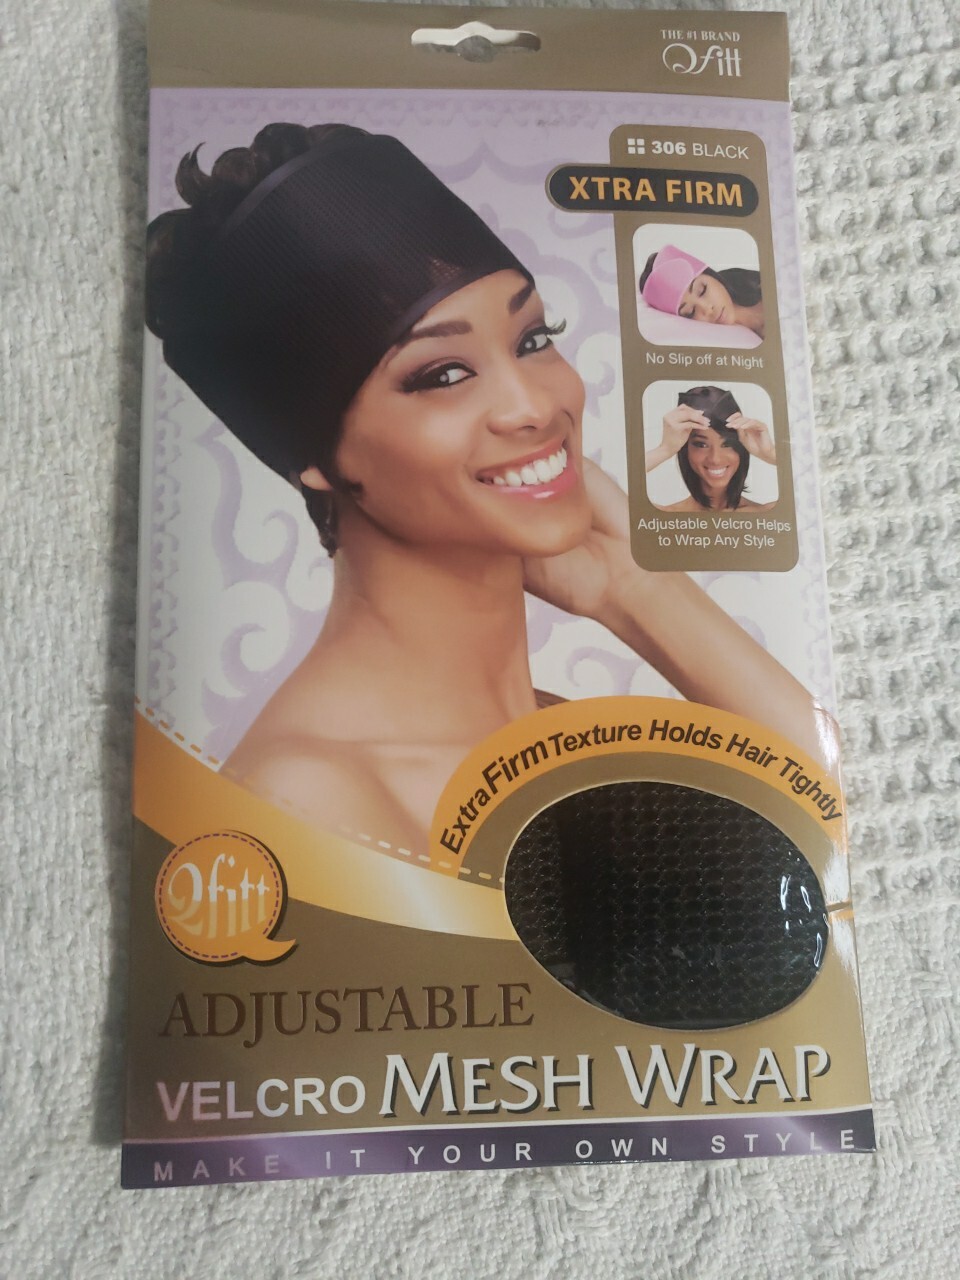 THE #1 BRAND
Qfitt
306 BLACK
XTRA FIRM
No Slip off at Night
Adjustable Velcro Helps
to Wrap Any Style
Extra Firm Texture Holds Hair Tightly
Qfitt
ADJUSTABLE
VELCRO MESH WRAP
MAKE IT YOUR OWN STYLE